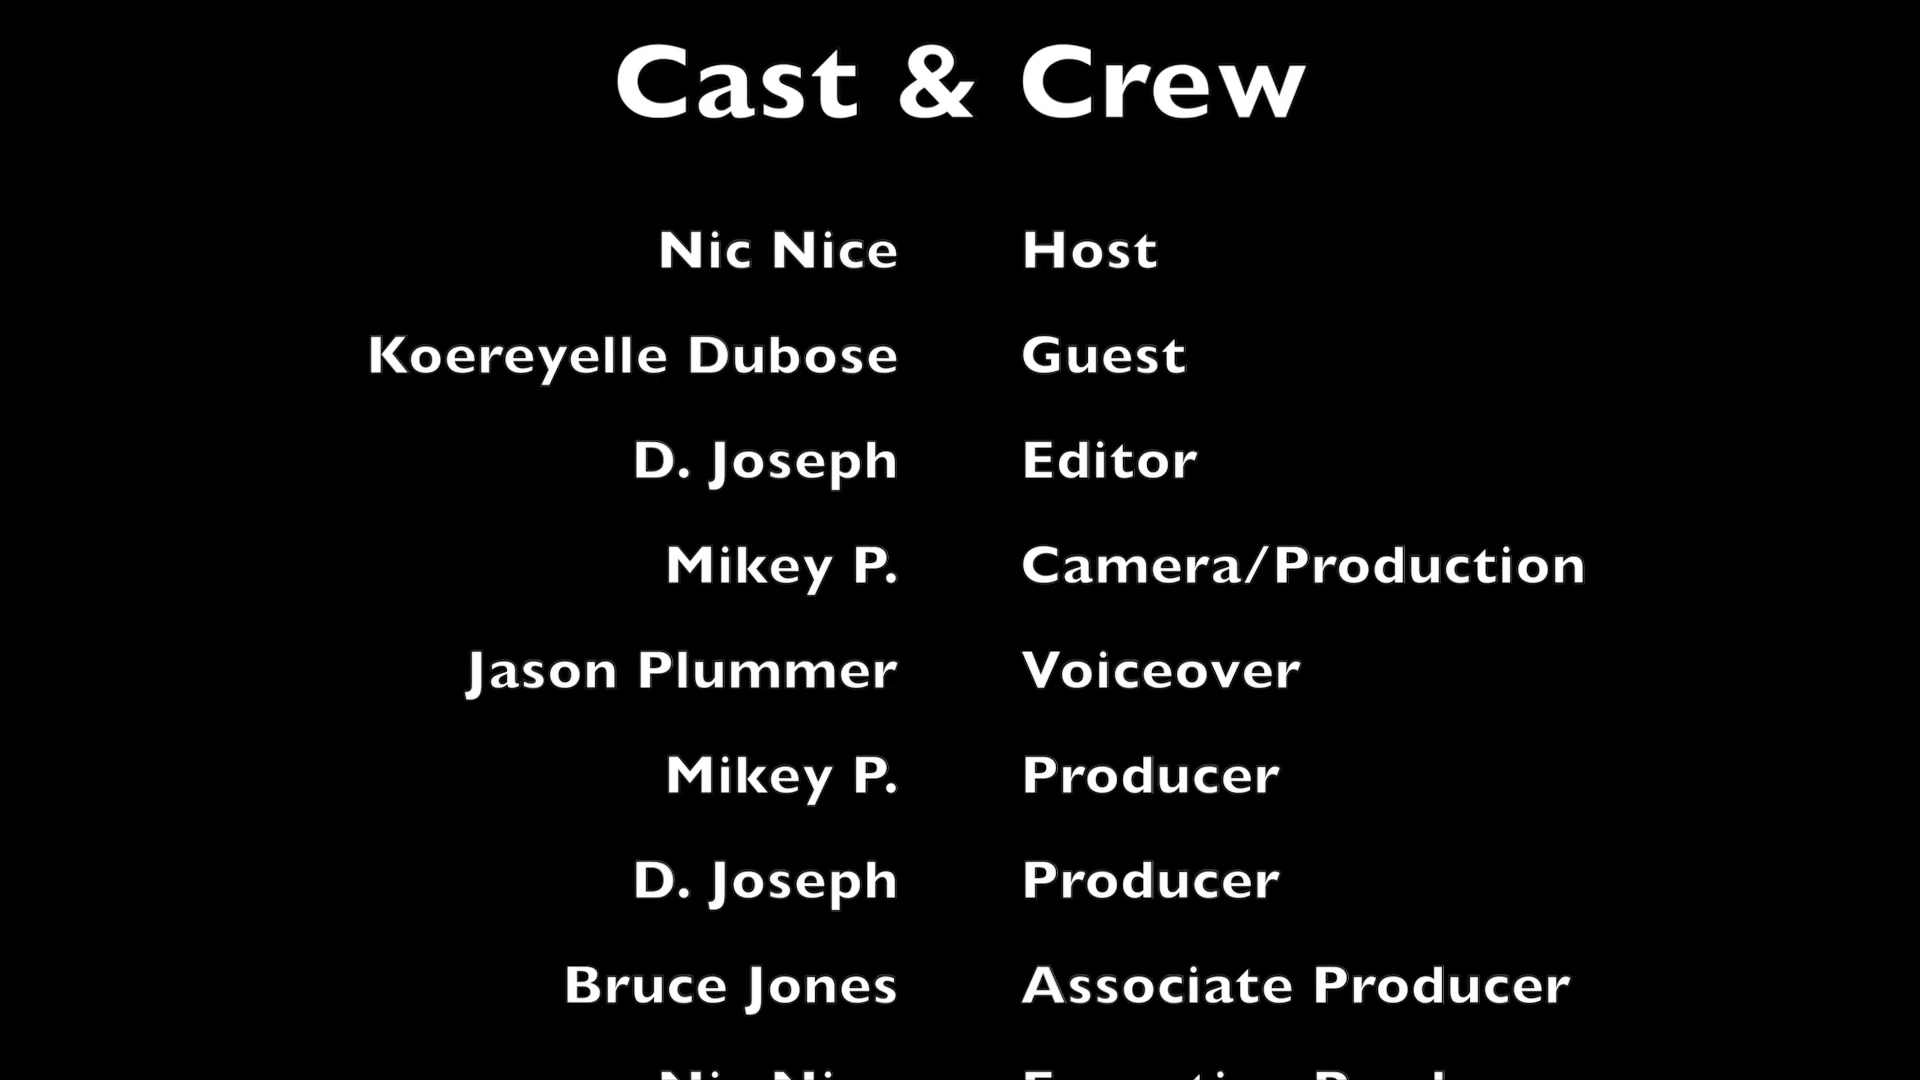 Cast & Crew
Nic Nice Host
Koereyelle Dubose Guest
D. Joseph Editor
Mikey P. Camera/Production
Jason Plummer Voiceover
Mikey P. Producer
D. Joseph Producer
Bruce Jones Associate Producer